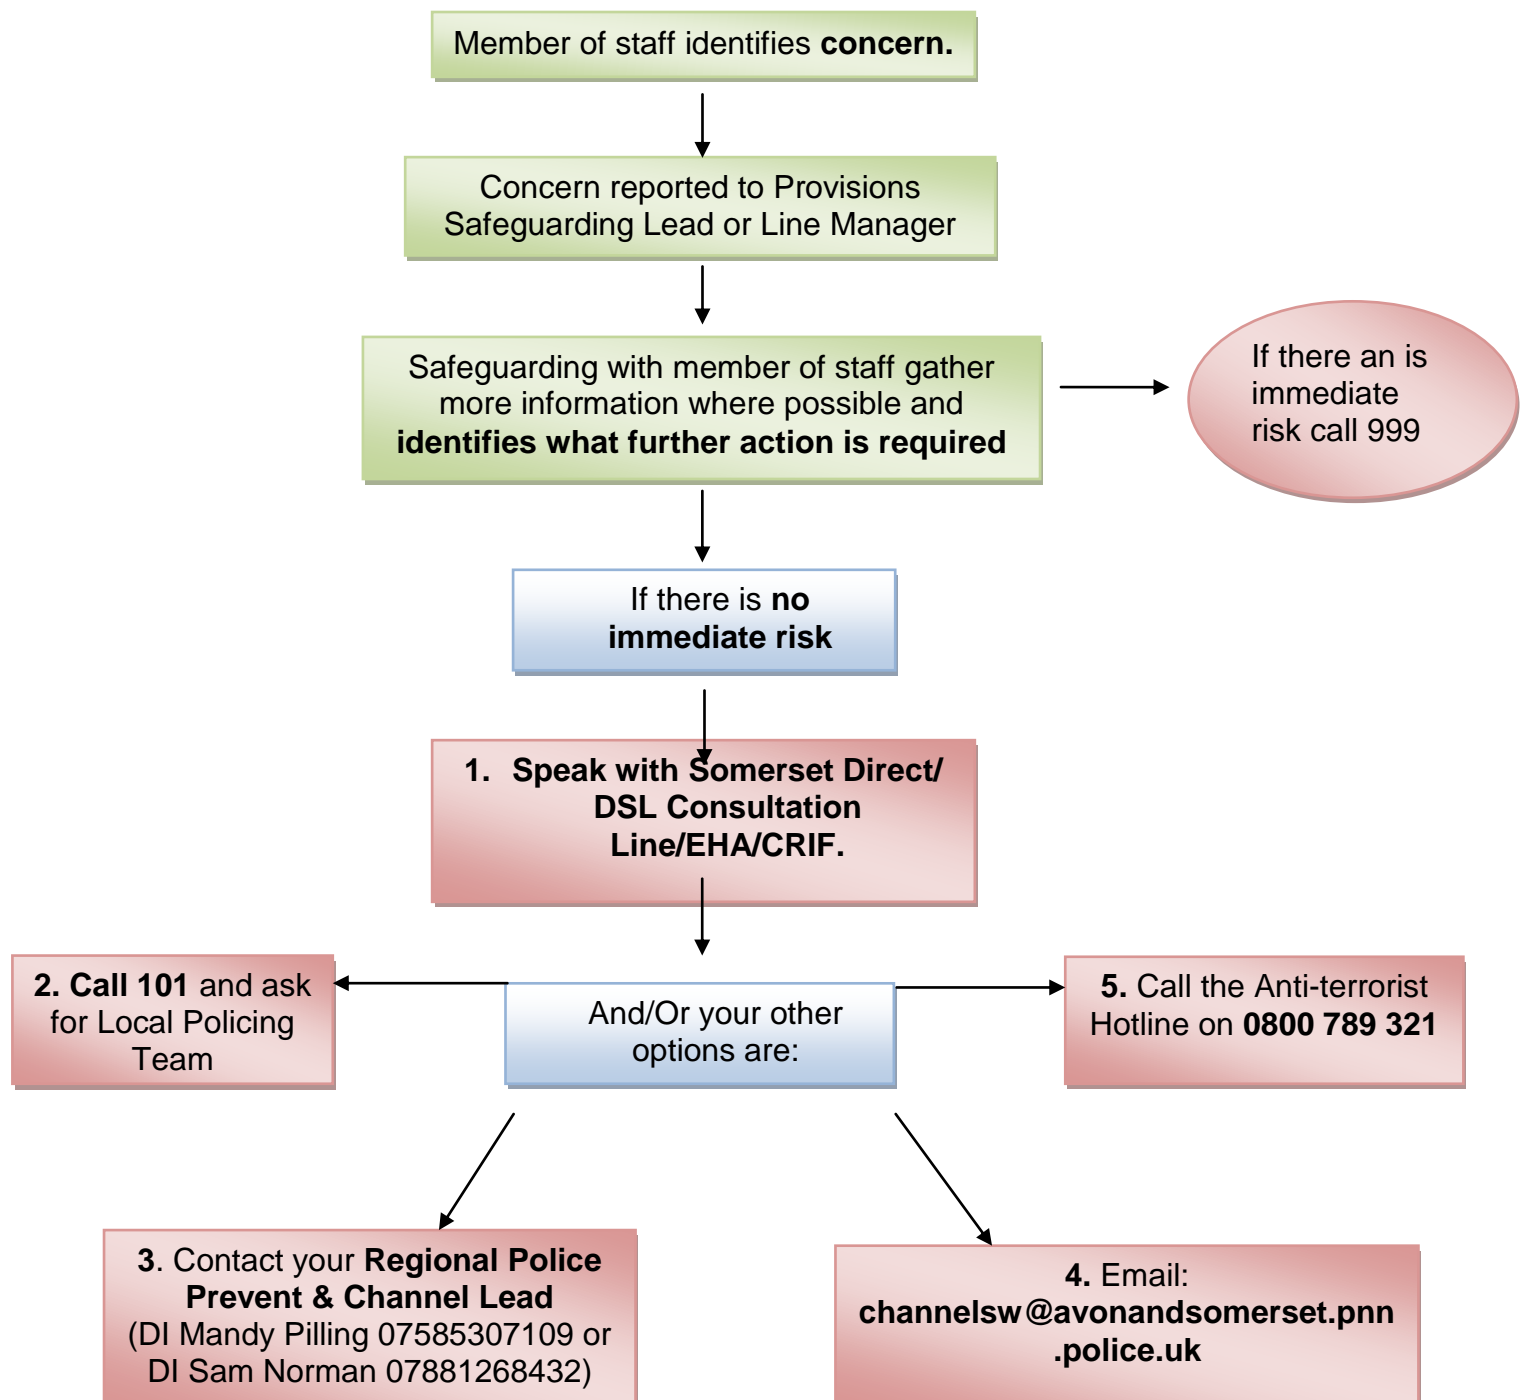 Member of staff identifies concern.
Concern reported to Provisions
Safeguarding Lead or Line Manager
Safeguarding with member of staff gather
more information where possible and
identifies what further action is required
If there an is
immediate
risk call 999
If there is no
immediate risk
1. Speak with Somerset Direct/
DSL Consultation
Line/EHA/CRIF.
2. Call 101 and ask
for Local Policing
Team
And/Or your other
options are:
5. Call the Anti-terrorist
Hotline on 0800 789 321
3. Contact your Regional Police
Prevent & Channel Lead
(DI Mandy Pilling 07585307109 or
DI Sam Norman 07881268432)
4. Email:
channelsw@avonandsomerset.pnn
.police.uk